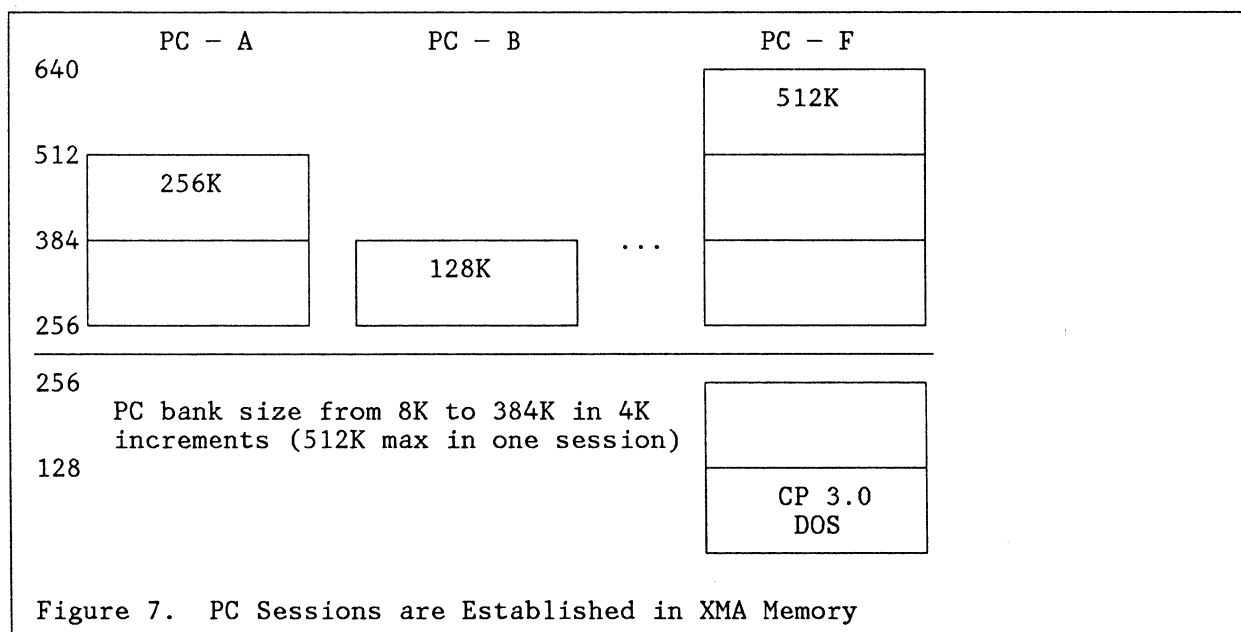 PC - A PC - B PC - F
640
512K
512
256K
384
...
128K
256
256
PC bank size from 8K to 384K in 4K
increments (512K max in one session)
128
CP 3.0
DOS
Figure 7. PC Sessions are Established in XMA Memory